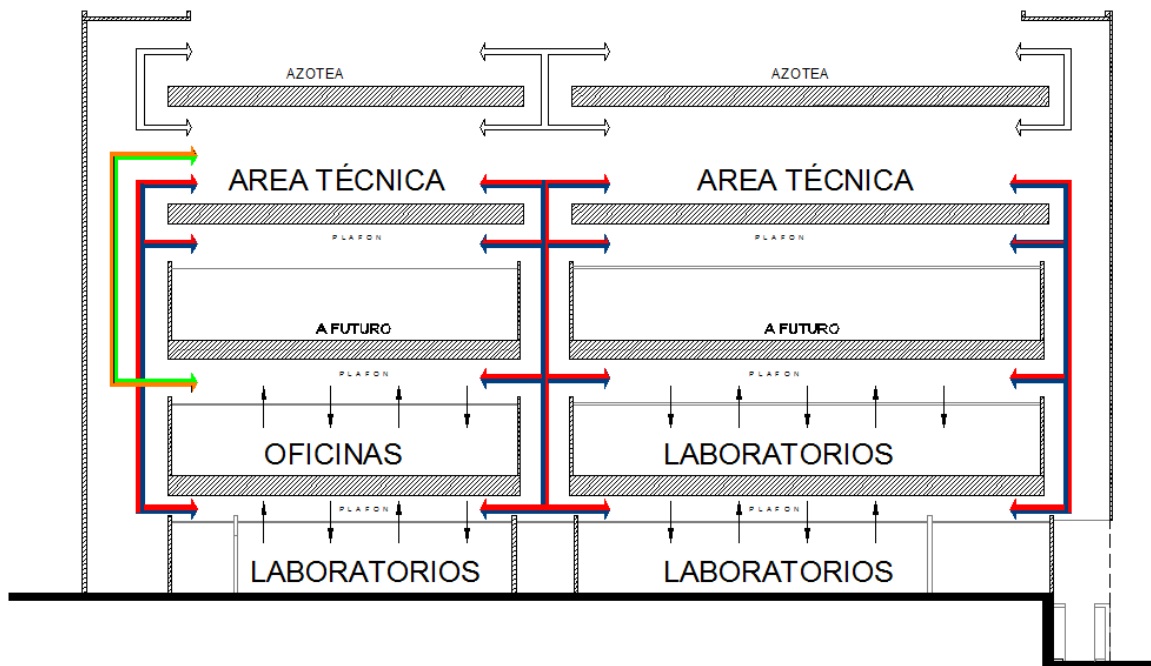 AZOTEA
AZOTEA
AREA TÉCNICA
AREA TÉCNICA
PLAFON
PLAFON
A FUTURO
A FUTURO
PLAFON
PLAFON
OFICINAS
LABORATORIOS
PLAFON
PLAFON
LABORATORIOS
LABORATORIOS